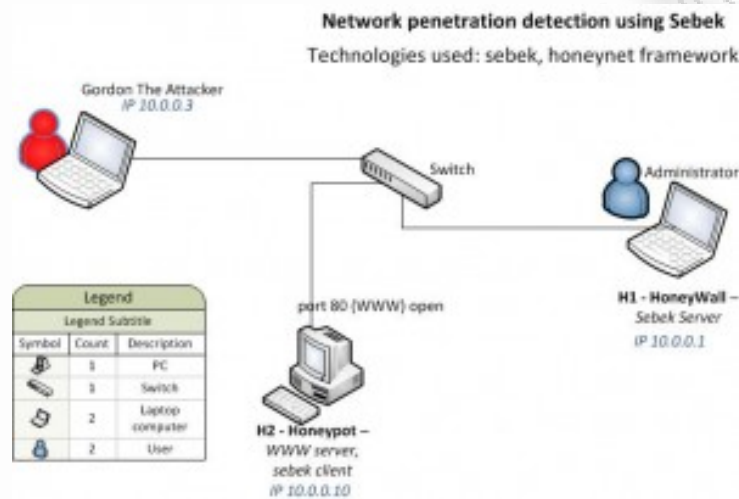 Network penetration detection using Sebek
Technologies used: sebek, honeynet framework
Gordon The Attacker
IP 10.0.0.3
Switch
Administrator
H1 - HoneyWall –
Sebek Server
IP 10.0.0.1
port 80 (WWW) open
H2 - Honeypot –
WWW server,
sebek client
IP 10.0.0.10
Legend
Legend Subtitle
Symbol Count Description
1 PC
1 Switch
2 Laptop
computer
2 User